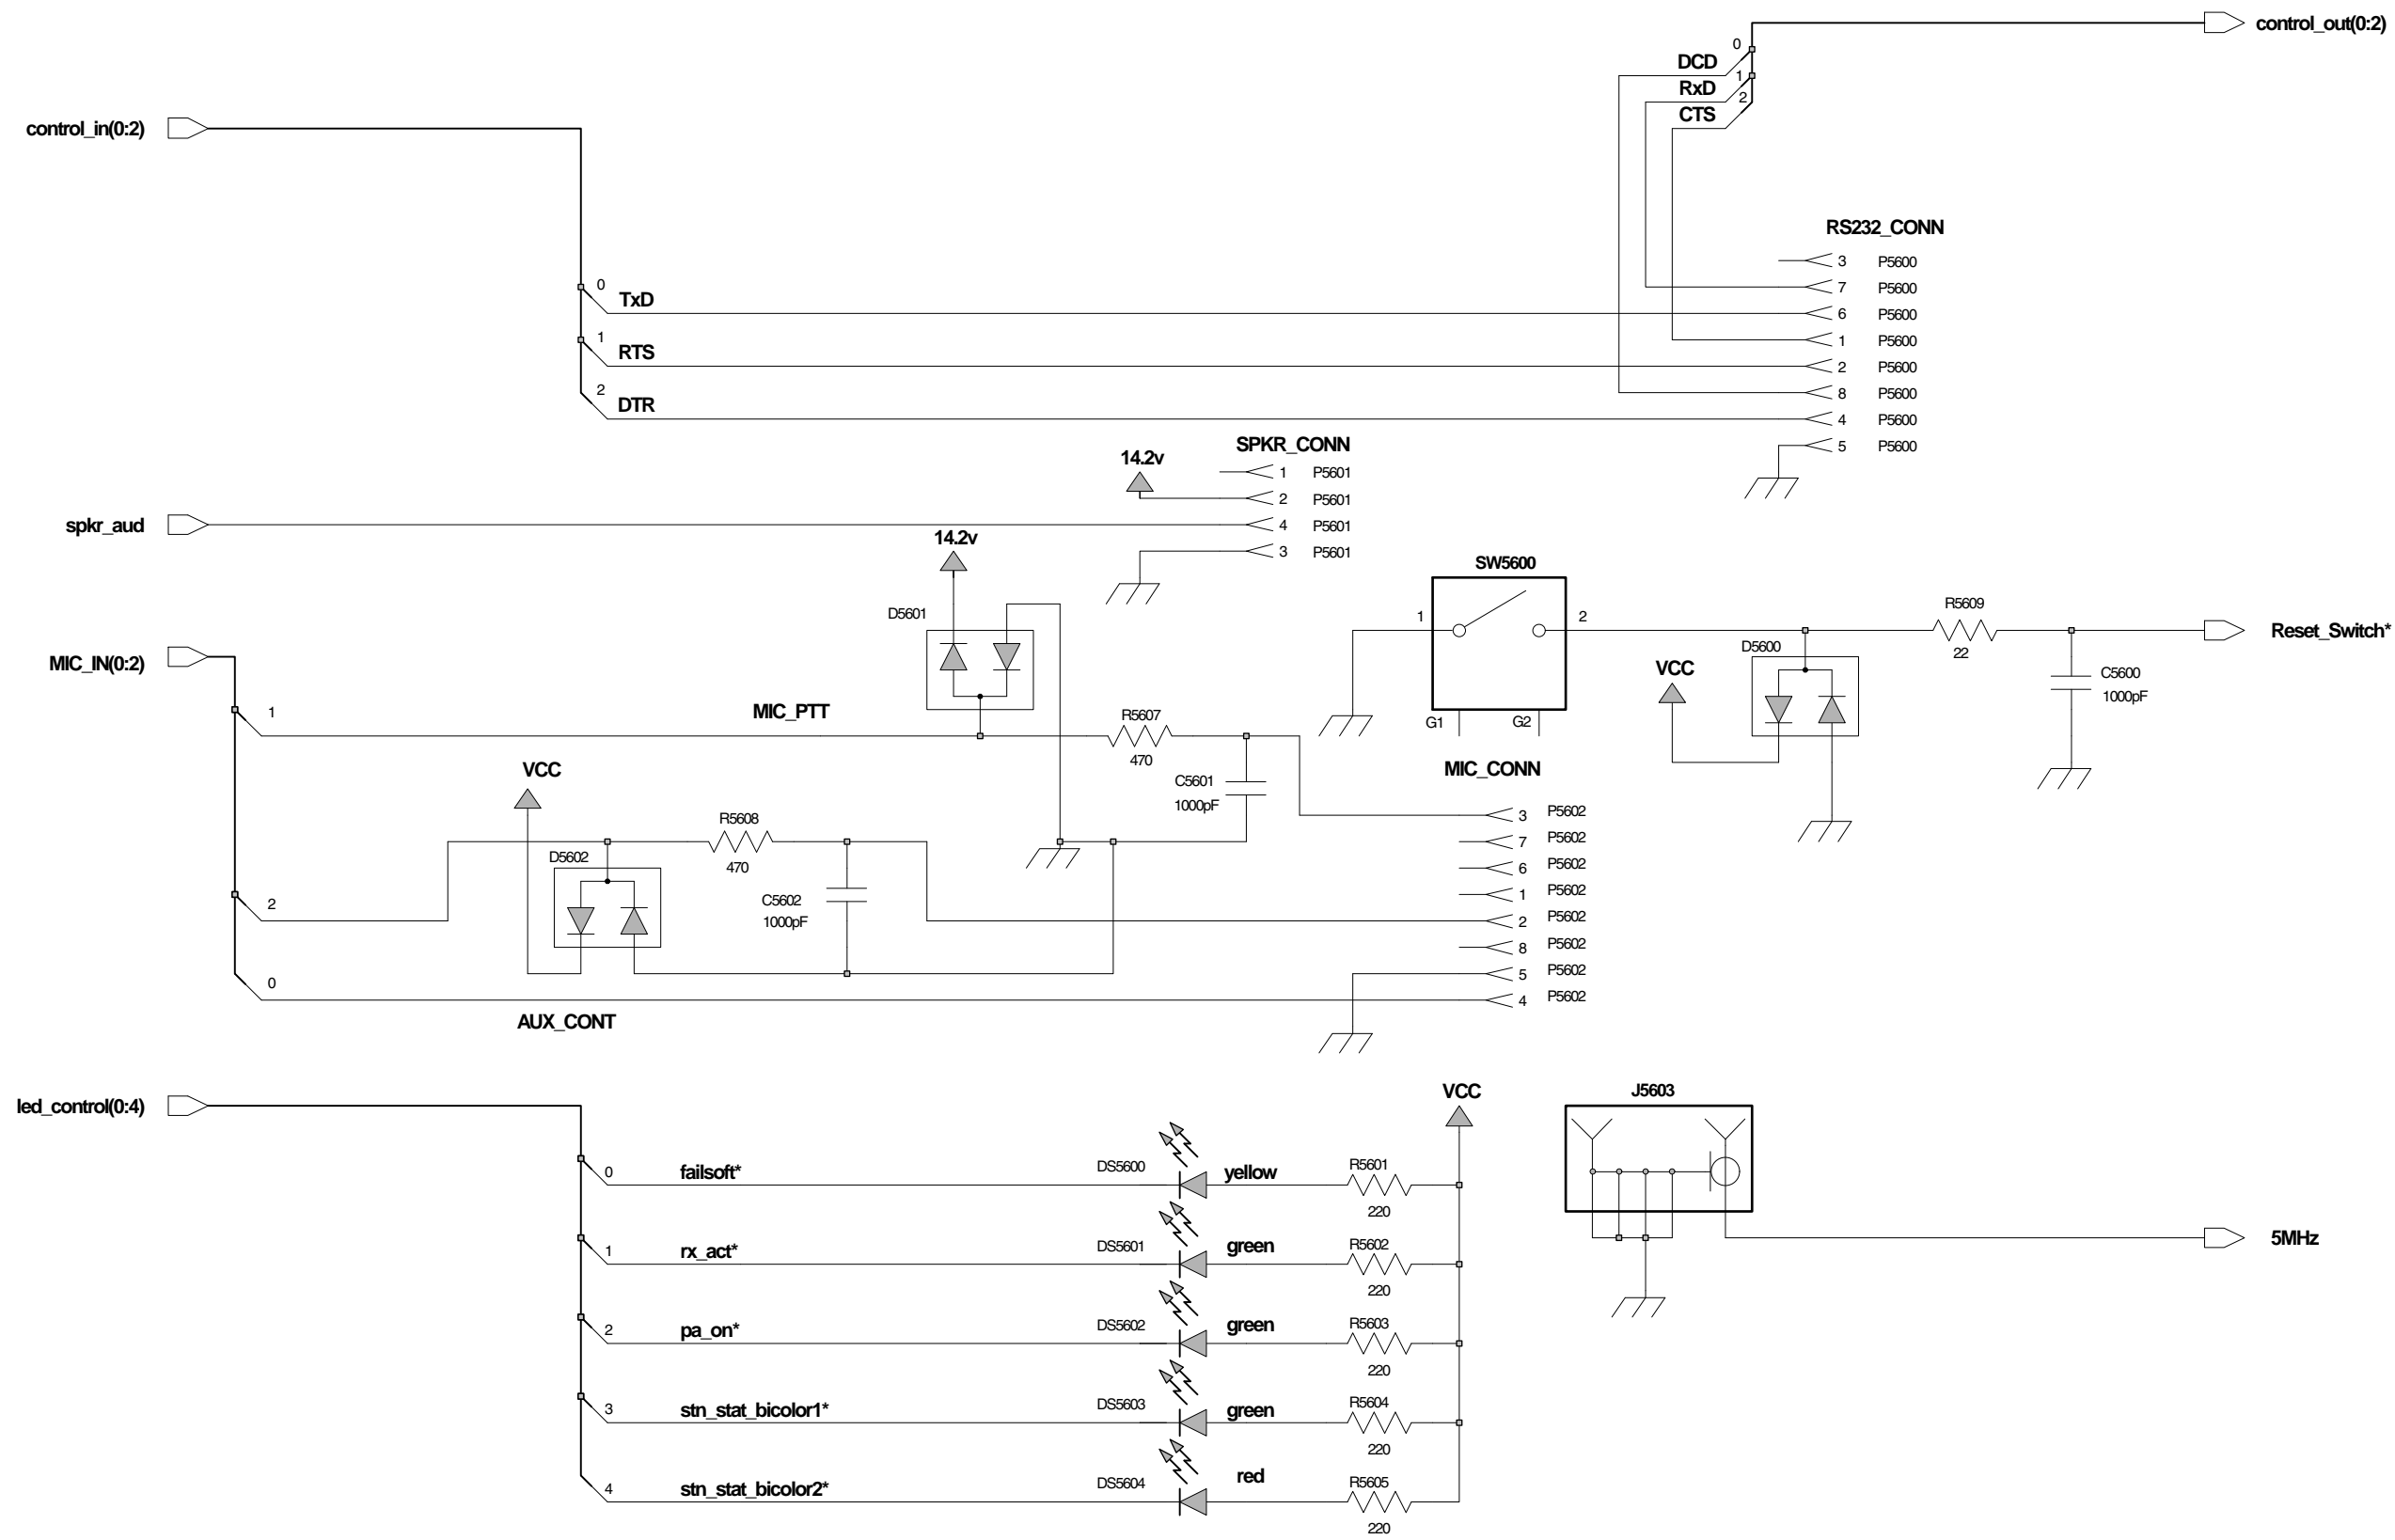 control_out(0:2)
0
DCD
1
RxD
2
CTS
control_in(0:2)
RS232_CONN
3 P5600
7 P5600
0
TxD
6 P5600
1
1 P5600
RTS
2 P5600
2
8 P5600
DTR
4 P5600
5 P5600
SPKR_CONN
14.2v
1 P5601
2 P5601
spkr_aud
4 P5601
14.2v
3 P5601
SW5600
D5601
1
2
R5609
22
Reset_Switch*
MIC_IN(0:2)
D5600
VCC
C5600
1000pF
1
MIC_PTT
R5607
470
G1
G2
VCC
MIC_CONN
C5601
1000pF
R5608
470
3 P5602
7 P5602
D5602
6 P5602
C5602
1000pF
1 P5602
2
2 P5602
8 P5602
5 P5602
0
4 P5602
AUX_CONT
led_control(0:4)
VCC
J5603
0
failsoft*
DS5600
yellow
R5601
220
1
rx_act*
DS5601
green
R5602
220
5MHz
2
pa_on*
DS5602
green
R5603
220
3
stn_stat_bicolor1*
DS5603
green
R5604
220
4
stn_stat_bicolor2*
DS5604
red
R5605
220